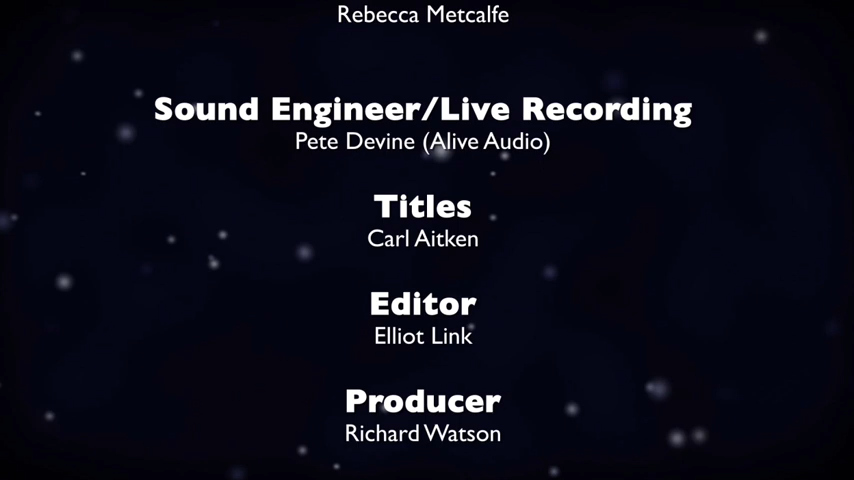 Rebecca Metcalfe
Sound Engineer/Live Recording
Pete Devine (Alive Audio)
Titles
Carl Aitken
Editor
Elliot Link
Producer
Richard Watson